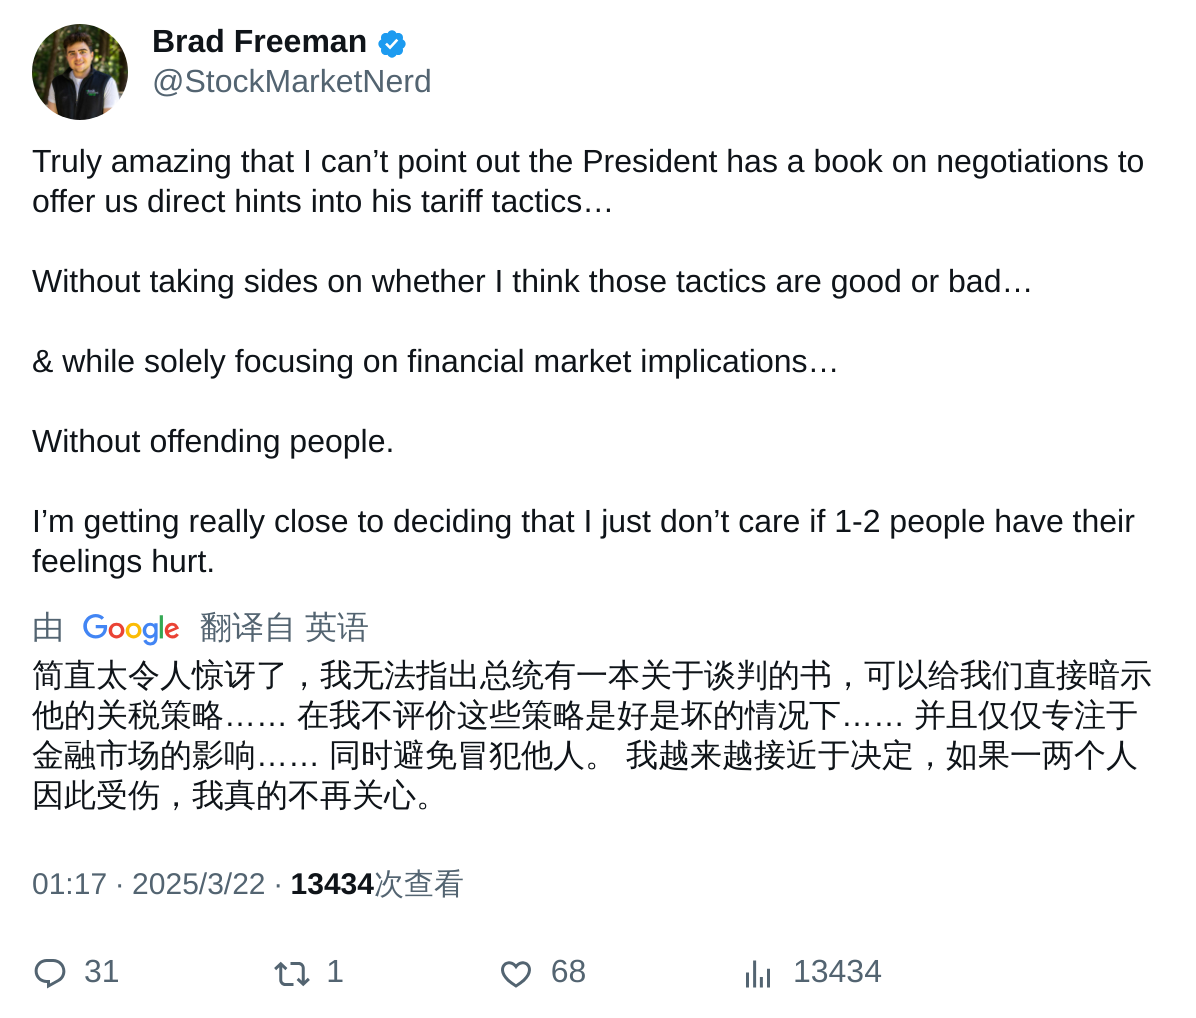 Brad Freeman
@StockMarketNerd
Truly amazing that I can’t point out the President has a book on negotiations to
offer us direct hints into his tariff tactics…
Without taking sides on whether I think those tactics are good or bad…
& while solely focusing on financial market implications…
Without offending people.
I’m getting really close to deciding that I just don’t care if 1-2 people have their
feelings hurt.
由 Google 翻译自 英语
简直太令人惊讶了，我无法指出总统有一本关于谈判的书，可以给我们直接暗示
他的关税策略…… 在我不评价这些策略是好是坏的情况下…… 并且仅仅专注于
金融市场的影响…… 同时避免冒犯他人。 我越来越接近于决定，如果一两个人
因此受伤，我真的不再关心。
01:17 · 2025/3/22 · 13434次查看
31 1 68 13434